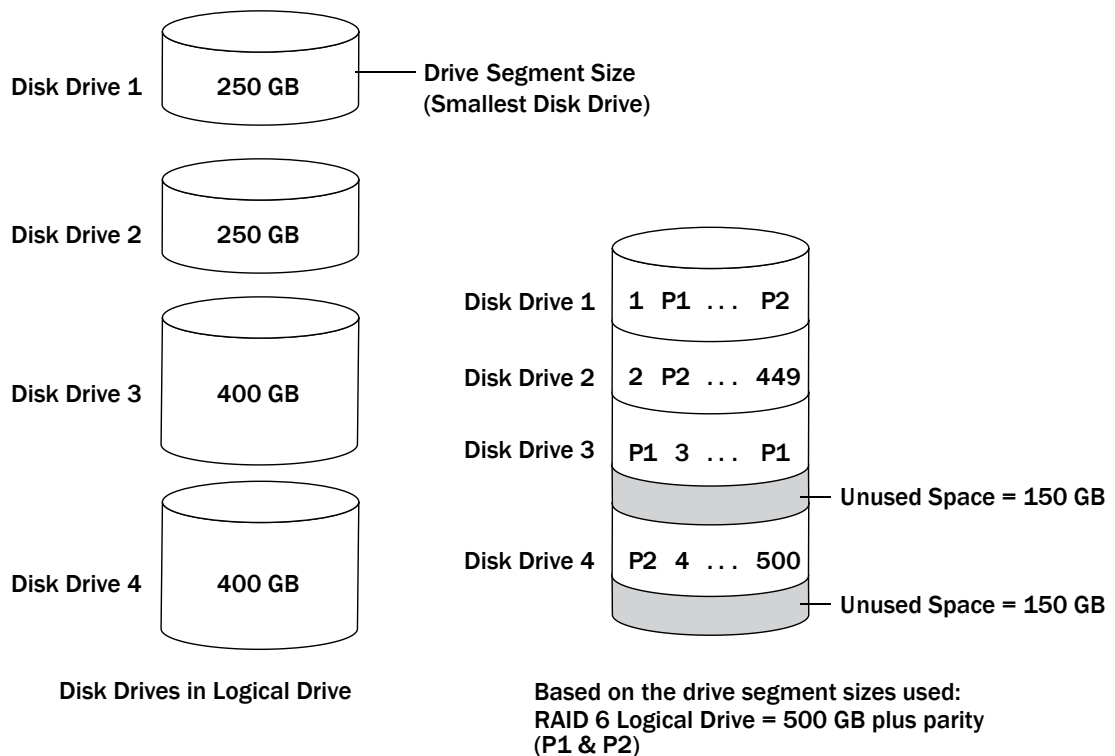 Disk Drive 1
250 GB
Drive Segment Size
(Smallest Disk Drive)
Disk Drive 2
250 GB
Disk Drive 3
400 GB
Disk Drive 4
400 GB
Disk Drives in Logical Drive
Disk Drive 1
1 P1 ... P2
Disk Drive 2
2 P2 ... 449
Disk Drive 3
P1 3 ... P1
Unused Space = 150 GB
Disk Drive 4
P2 4 ... 500
Unused Space = 150 GB
Based on the drive segment sizes used:
RAID 6 Logical Drive = 500 GB plus parity
(P1 & P2)